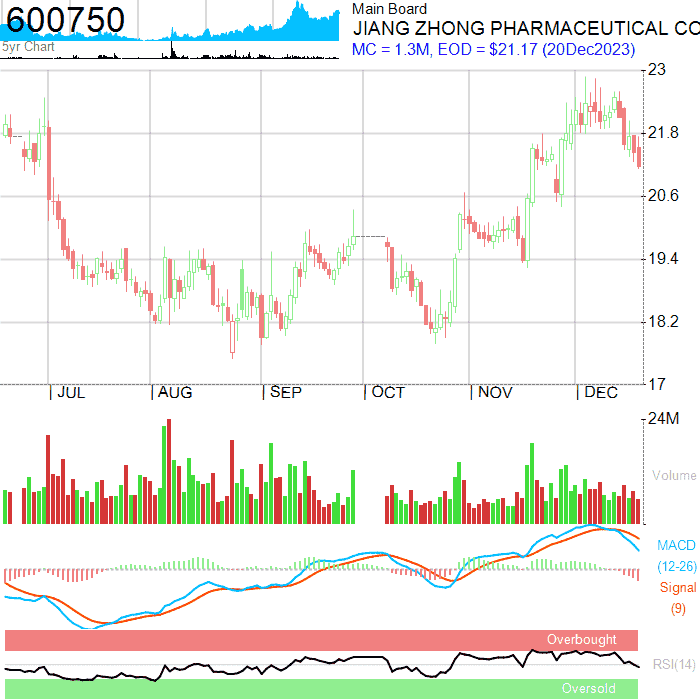 600750
5yr Chart
Main Board
JIANG ZHONG PHARMACEUTICAL CO
MC = 1.3M, EOD = $21.17 (20Dec2023)
23
21.8
20.6
19.4
18.2
17
| JUL | AUG | SEP | OCT | NOV | DEC
24M
Volume
MACD
(12-26)
Signal
(9)
Overbought
RSI(14)
Oversold